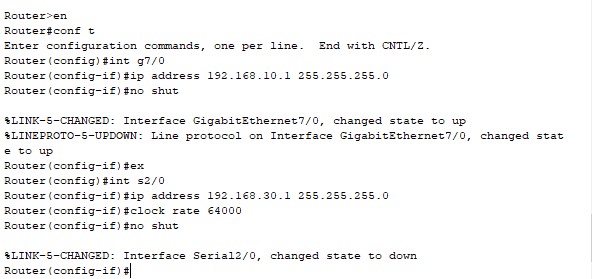 Router>en
Router#conf t
Enter configuration commands, one per line.  End with CNTL/Z.
Router(config)#int g7/0
Router(config-if)#ip address 192.168.10.1 255.255.255.0
Router(config-if)#no shut
%LINK-5-CHANGED: Interface GigabitEthernet7/0, changed state to up
%LINEPROTO-5-UPDOWN: Line protocol on Interface GigabitEthernet7/0, changed stat
e to up
Router(config-if)#ex
Router(config)#int s2/0
Router(config-if)#ip address 192.168.30.1 255.255.255.0
Router(config-if)#clock rate 64000
Router(config-if)#no shut
%LINK-5-CHANGED: Interface Serial2/0, changed state to down
Router(config-if)#